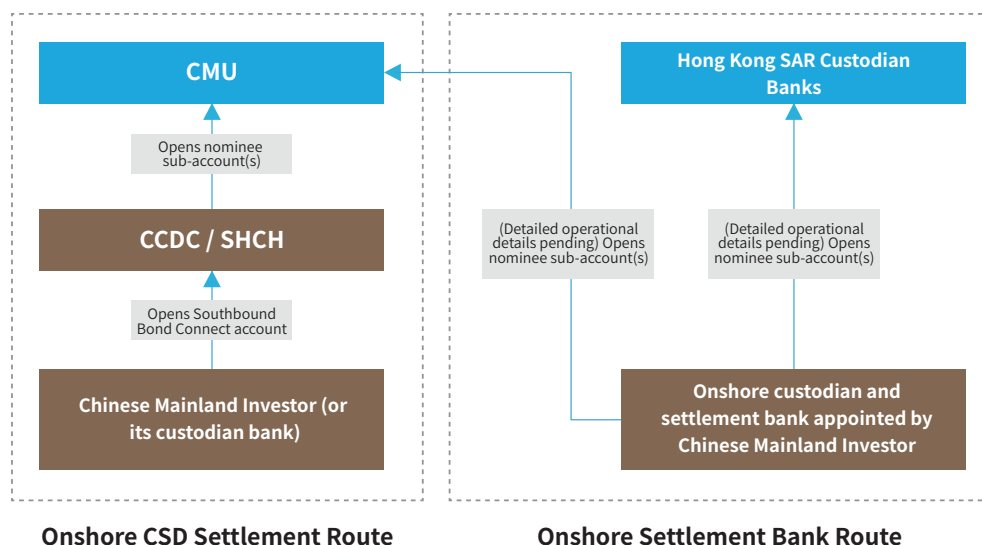 CMU
Opens nominee
sub-account(s)
CCDC / SHCH
Opens Southbound
Bond Connect account
Chinese Mainland Investor (or
its custodian bank)
Onshore CSD Settlement Route
Hong Kong SAR Custodian
Banks
(Detailed operational
details pending) Opens
nominee sub-account(s)
(Detailed operational
details pending) Opens
nominee sub-account(s)
Onshore custodian and
settlement bank appointed by
Chinese Mainland Investor
Onshore Settlement Bank Route